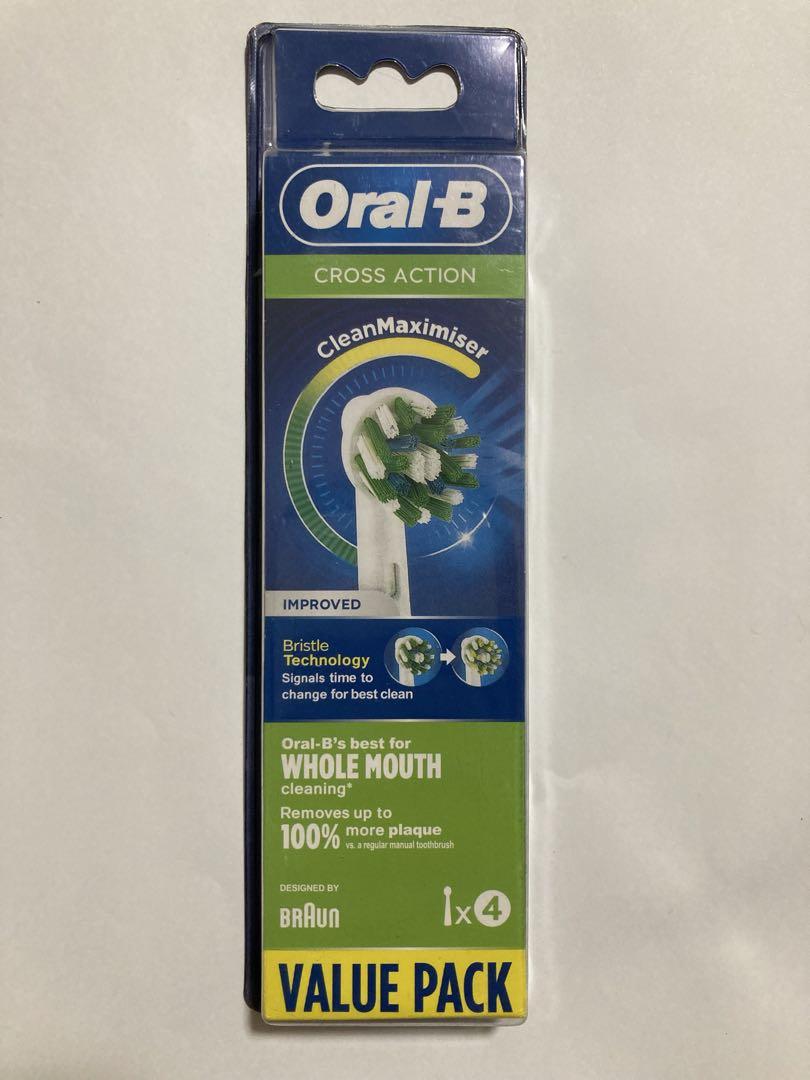 Oral-B
CROSS ACTION
CleanMaximiser
IMPROVED
Bristle
Technology
Signals time to
change for best clean
Oral-B's best for
WHOLE MOUTH
cleaning*
Removes up to
100% more plaque
vs. a regular manual toothbrush
DESIGNED BY
BRAUN
x4
VALUE PACK